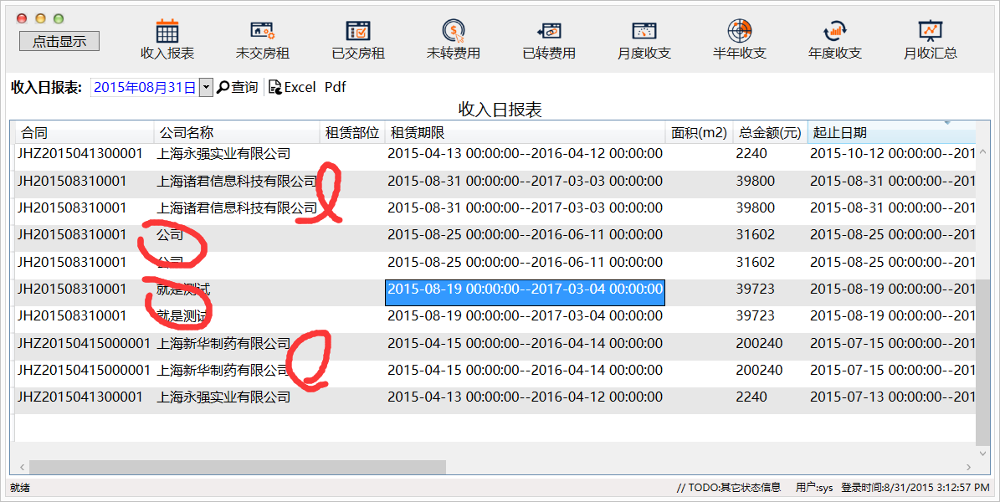 点击显示
收入报表 未交房租 已交房租 未转费用 已转费用 月度收支 半年收支 年度收支 月收汇总
收入日报表: 2015年08月31日 查询 Excel Pdf
收入日报表
合同 公司名称 租赁部位 租赁期限 面积(m2) 总金额(元) 起止日期
JHZ2015041300001 上海永强实业有限公司 2015-04-13 00:00:00--2016-04-12 00:00:00 2240 2015-10-12 00:00:00--201
JH201508310001 上海诸君信息科技有限公司 2015-08-31 00:00:00--2017-03-03 00:00:00 39800 2015-08-31 00:00:00--201
JH201508310001 上海诸君信息科技有限公司 2015-08-31 00:00:00--2017-03-03 00:00:00 39800 2015-08-31 00:00:00--201
JH201508310001 公司 2015-08-25 00:00:00--2016-06-11 00:00:00 31602 2015-08-25 00:00:00--201
JH201508310001 公司 2015-08-25 00:00:00--2016-06-11 00:00:00 31602 2015-08-25 00:00:00--201
JH201508310001 就是测试 2015-08-19 00:00:00--2017-03-04 00:00:00 39723 2015-08-19 00:00:00--201
JH201508310001 就是测试 2015-08-19 00:00:00--2017-03-04 00:00:00 39723 2015-08-19 00:00:00--201
JHZ20150415000001 上海新华制药有限公司 2015-04-15 00:00:00--2016-04-14 00:00:00 200240 2015-07-15 00:00:00--201
JHZ20150415000001 上海新华制药有限公司 2015-04-15 00:00:00--2016-04-14 00:00:00 200240 2015-07-15 00:00:00--201
JHZ2015041300001 上海永强实业有限公司 2015-04-13 00:00:00--2016-04-12 00:00:00 2240 2015-07-13 00:00:00--201
就绪 // TODO:其它状态信息 用户:sys 登录时间:8/31/2015 3:12:57 PM